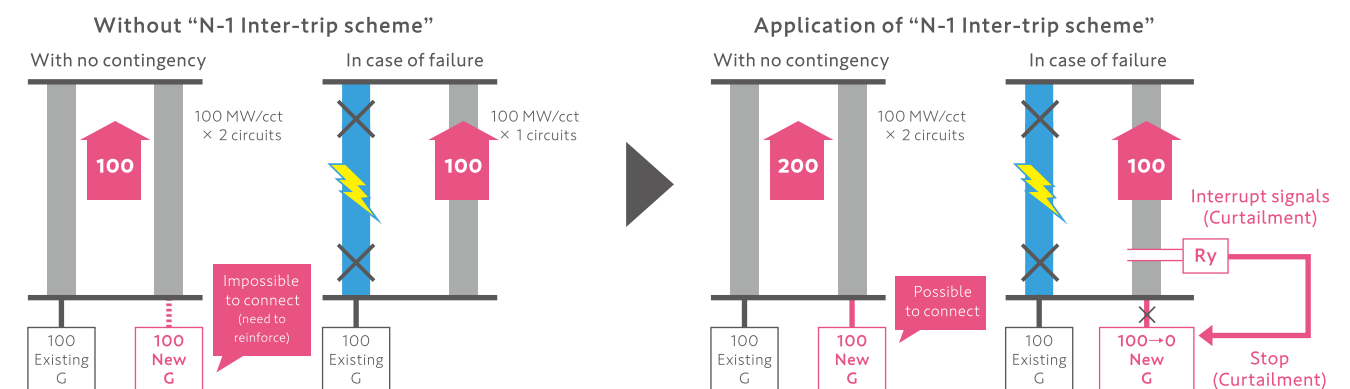 Without “N-1 Inter-trip scheme”
With no contingency
100 MW/cct
× 2 circuits
100
Impossible
to connect
(need to
reinforce)
100
Existing
G
100
New
G
In case of failure
100 MW/cct
× 1 circuits
100
100
Existing
G
Application of “N-1 Inter-trip scheme”
With no contingency
100 MW/cct
× 2 circuits
200
Possible
to connect
100
Existing
G
100
New
G
In case of failure
100
Interrupt signals
(Curtailment)
Ry
100
Existing
G
100→0
New
G
Stop
(Curtailment)